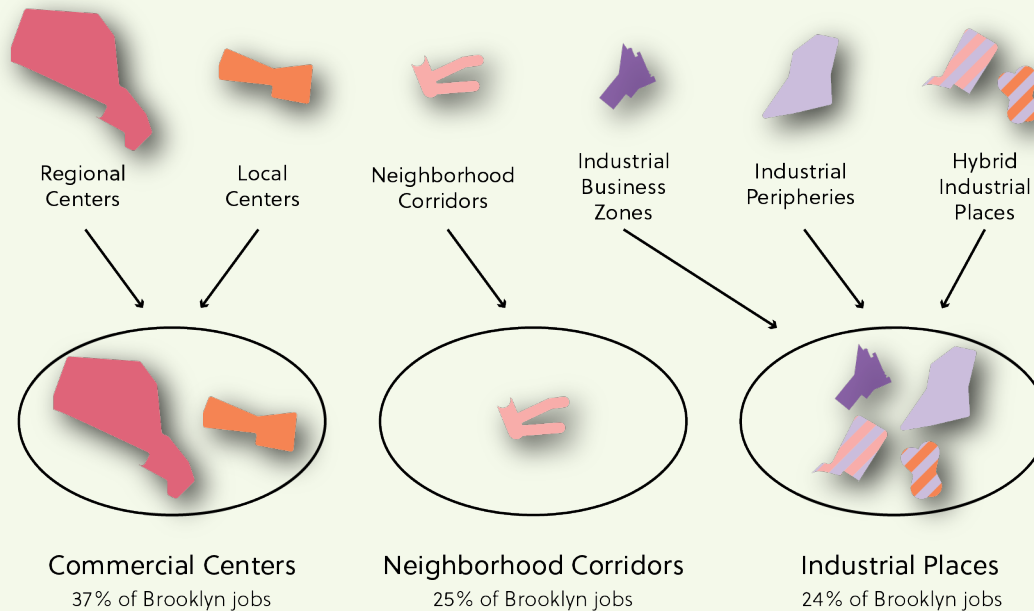 Regional
Centers
Local
Centers
Neighborhood
Corridors
Industrial
Business
Zones
Industrial
Peripheries
Hybrid
Industrial
Places
Commercial Centers
37% of Brooklyn jobs
Neighborhood Corridors
25% of Brooklyn jobs
Industrial Places
24% of Brooklyn jobs